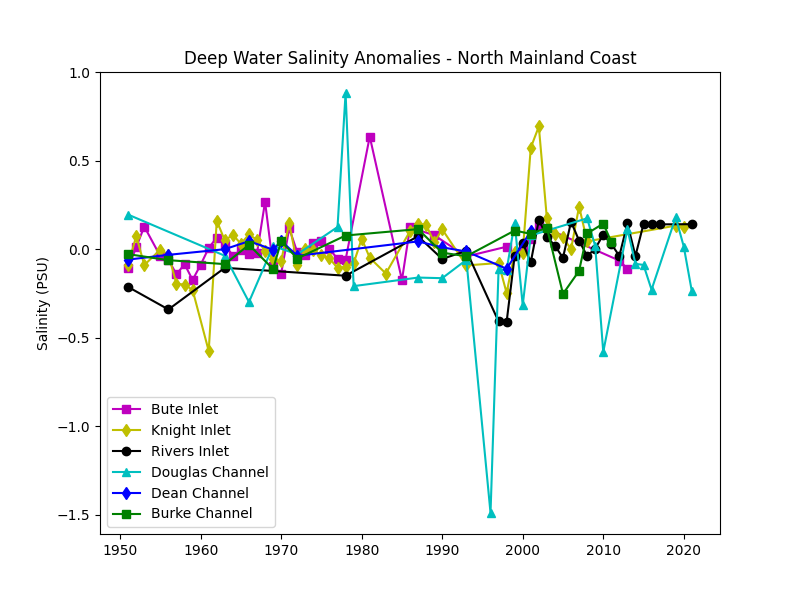 Deep Water Salinity Anomalies - North Mainland Coast
Salinity (PSU)
1.0
0.5
0.0
−0.5
−1.0
−1.5
Bute Inlet
Knight Inlet
Rivers Inlet
Douglas Channel
Dean Channel
Burke Channel
1950 1960 1970 1980 1990 2000 2010 2020